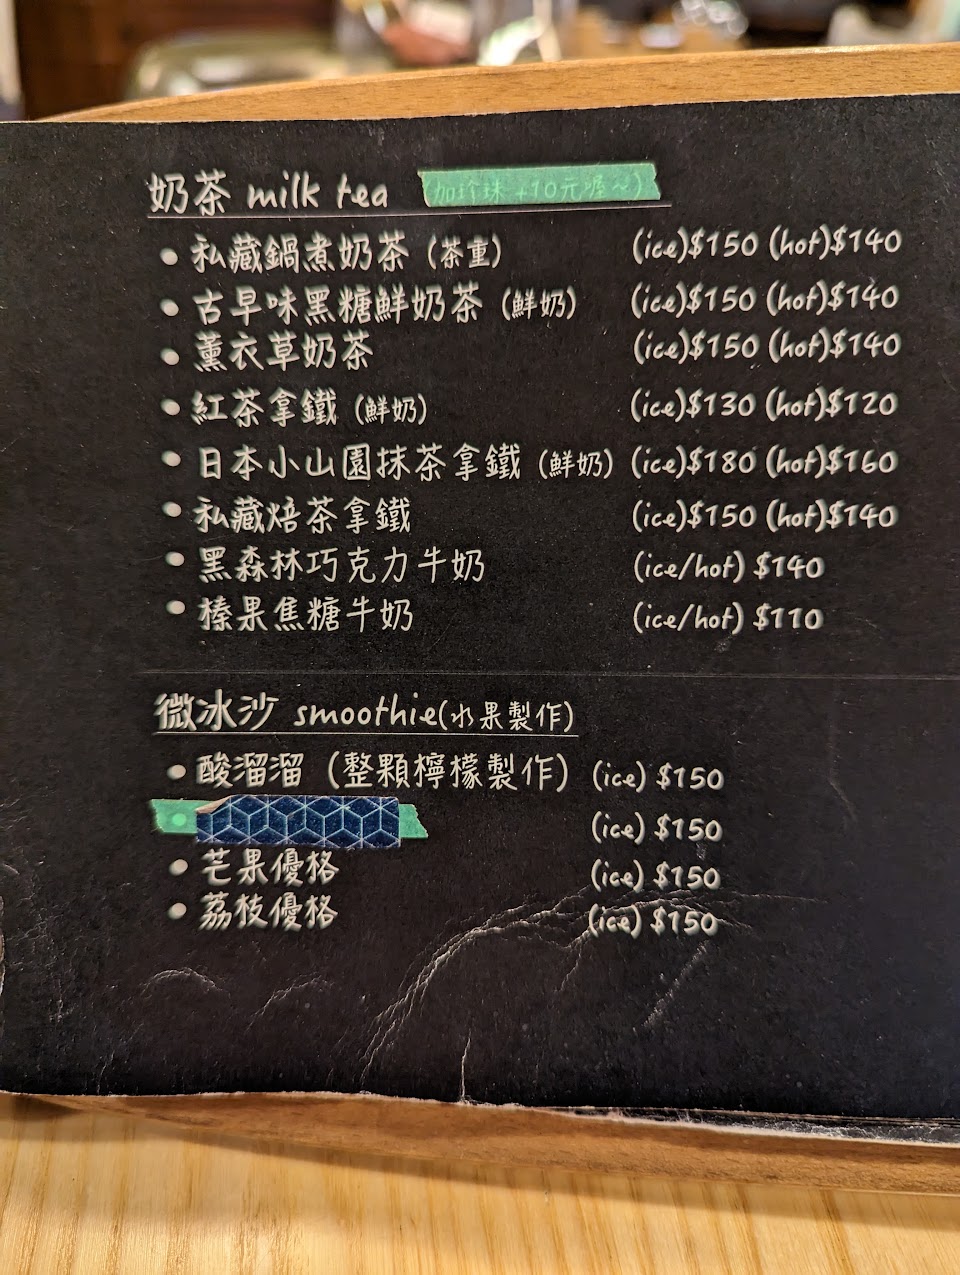 奶茶 milk tea (加珍珠 +10元喔~)
• 私藏鍋煮奶茶 (茶重) (ice)$150 (hot)$140
• 古早味黑糖鮮奶茶 (鮮奶) (ice)$150 (hot)$140
• 薰衣草奶茶 (ice)$150 (hot)$140
• 紅茶拿鐵 (鮮奶) (ice)$130 (hot)$120
• 日本小山園抹茶拿鐵 (鮮奶) (ice)$180 (hot)$160
• 私藏焙茶拿鐵 (ice)$150 (hot)$140
• 黑森林巧克力牛奶 (ice/hot) $140
• 榛果焦糖牛奶 (ice/hot) $110
微冰沙 smoothie(水果製作)
• 酸溜溜 (整顆檸檬製作) (ice) $150
• (ice) $150
• 芒果優格 (ice) $150
• 荔枝優格 (ice) $150